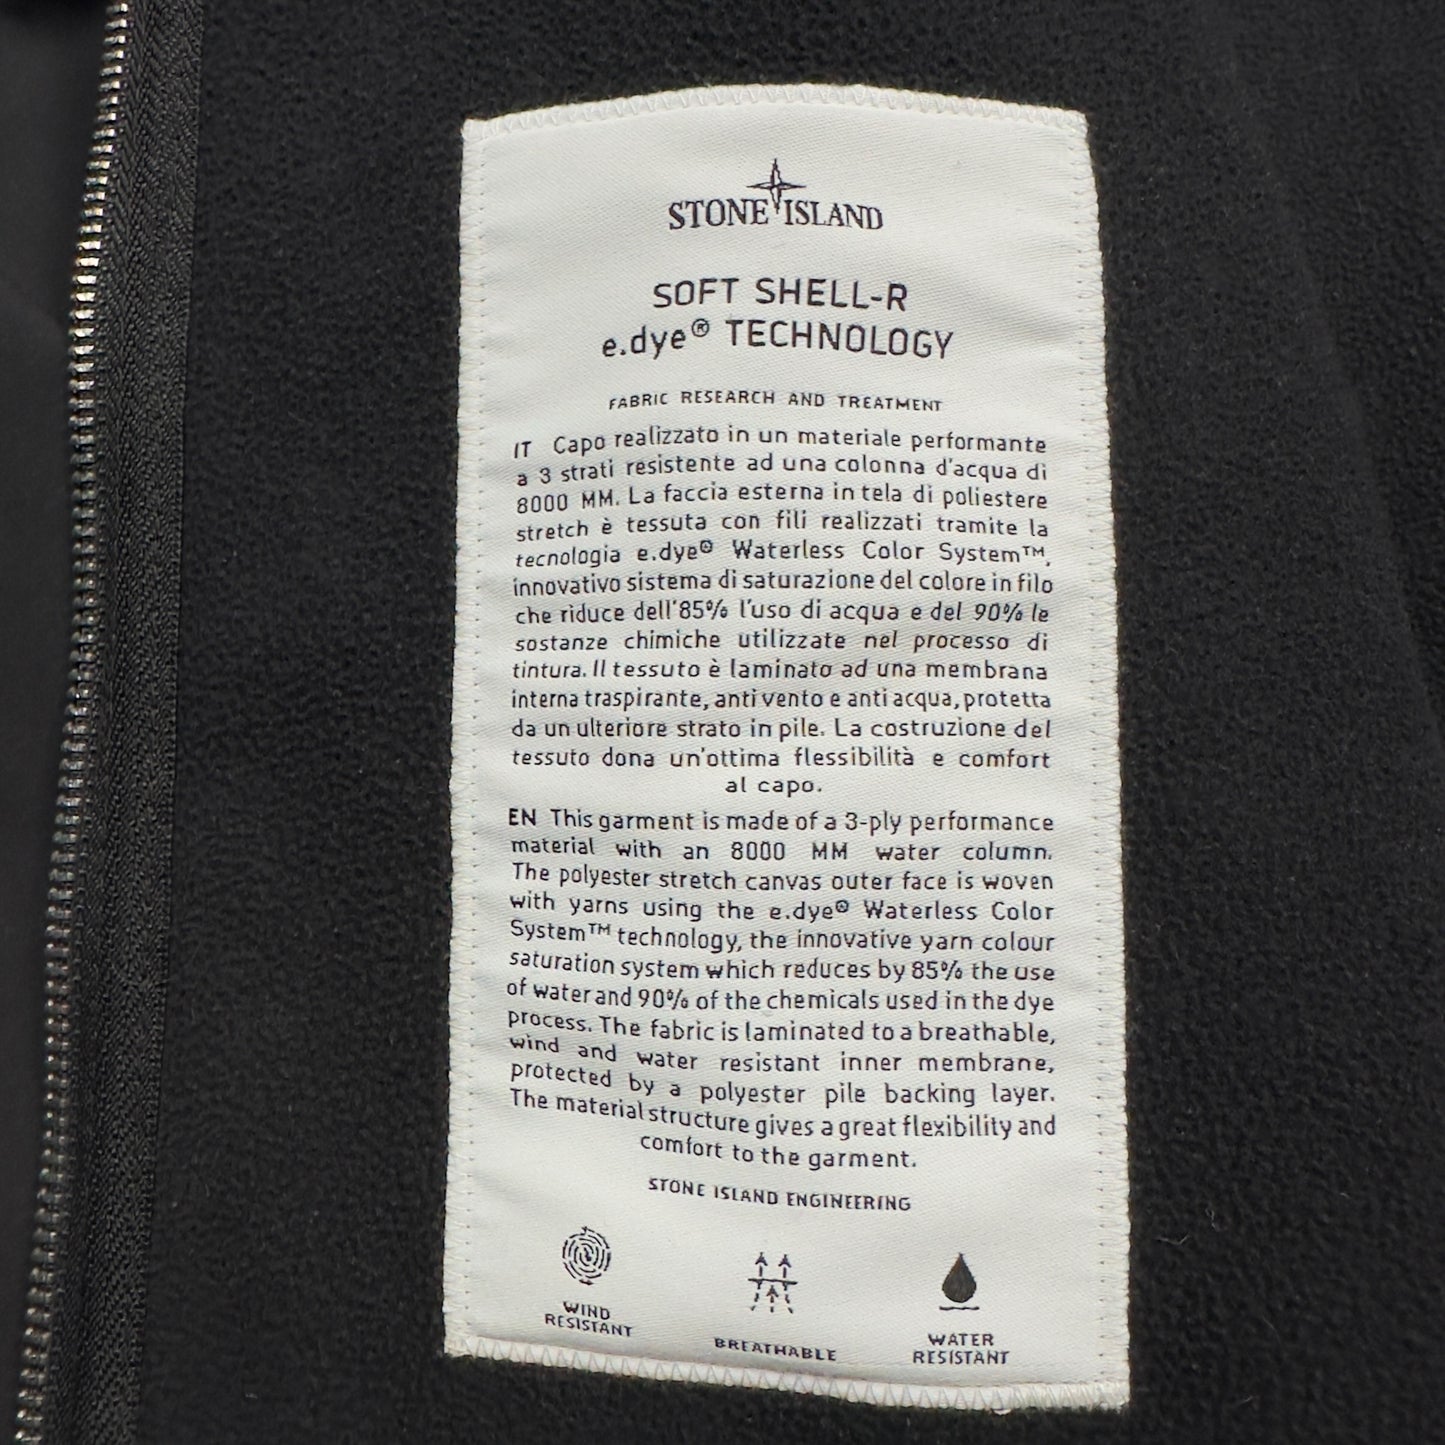 STONE ISLAND
SOFT SHELL-R
e.dye® TECHNOLOGY
FABRIC RESEARCH AND TREATMENT
IT Capo realizzato in un materiale performante
a 3 strati resistente ad una colonna d'acqua di
8000 MM. La faccia esterna in tela di poliestere
stretch è tessuta con fili realizzati tramite la
tecnologia e.dye® Waterless Color System™,
innovativo sistema di saturazione del colore in filo
che riduce dell'85% l'uso di acqua e del 90% le
sostanze chimiche utilizzate nel processo di
tintura. Il tessuto è laminato ad una membrana
interna traspirante, anti vento e anti acqua, protetta
da un ulteriore strato in pile. La costruzione del
tessuto dona un'ottima flessibilità e comfort
al capo.
EN This garment is made of a 3-ply performance
material with an 8000 MM water column.
The polyester stretch canvas outer face is woven
with yarns using the e.dye® Waterless Color
System™ technology, the innovative yarn colour
saturation system which reduces by 85% the use
of water and 90% of the chemicals used in the dye
process. The fabric is laminated to a breathable,
wind and water resistant inner membrane,
protected by a polyester pile backing layer.
The material structure gives a great flexibility and
comfort to the garment.
STONE ISLAND ENGINEERING
WIND
RESISTANT
BREATHABLE
WATER
RESISTANT